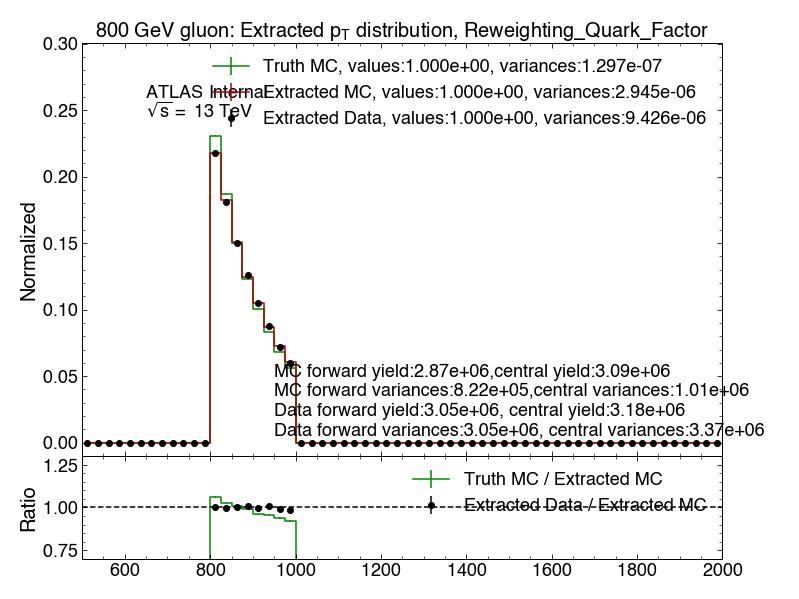 800 GeV gluon: Extracted pT distribution, Reweighting_Quark_Factor
0.30
0.25
0.20
0.15
0.10
0.05
0.00
Normalized
Truth MC, values:1.000e+00, variances:1.297e-07
ATLAS Internal
Extracted MC, values:1.000e+00, variances:2.945e-06
√s = 13 TeV
Extracted Data, values:1.000e+00, variances:9.426e-06
MC forward yield:2.87e+06,central yield:3.09e+06
MC forward variances:8.22e+05,central variances:1.01e+06
Data forward yield:3.05e+06, central yield:3.18e+06
Data forward variances:3.05e+06, central variances:3.37e+06
1.25
1.00
0.75
Ratio
Truth MC / Extracted MC
Extracted Data / Extracted MC
600 800 1000 1200 1400 1600 1800 2000